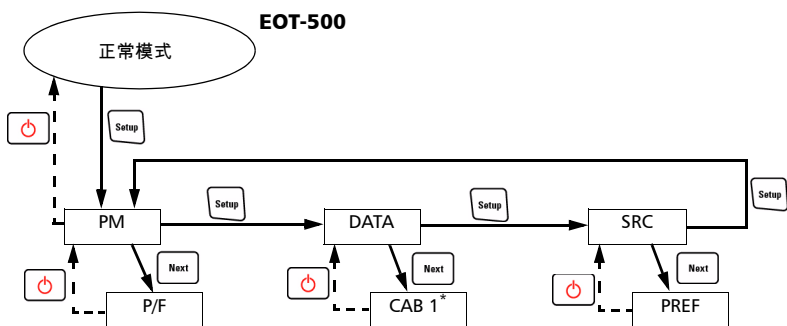 EOT-500
正常模式
Setup
PM
Setup
DATA
Setup
SRC
Setup
Next
Next
Next
P/F
CAB 1*
PREF